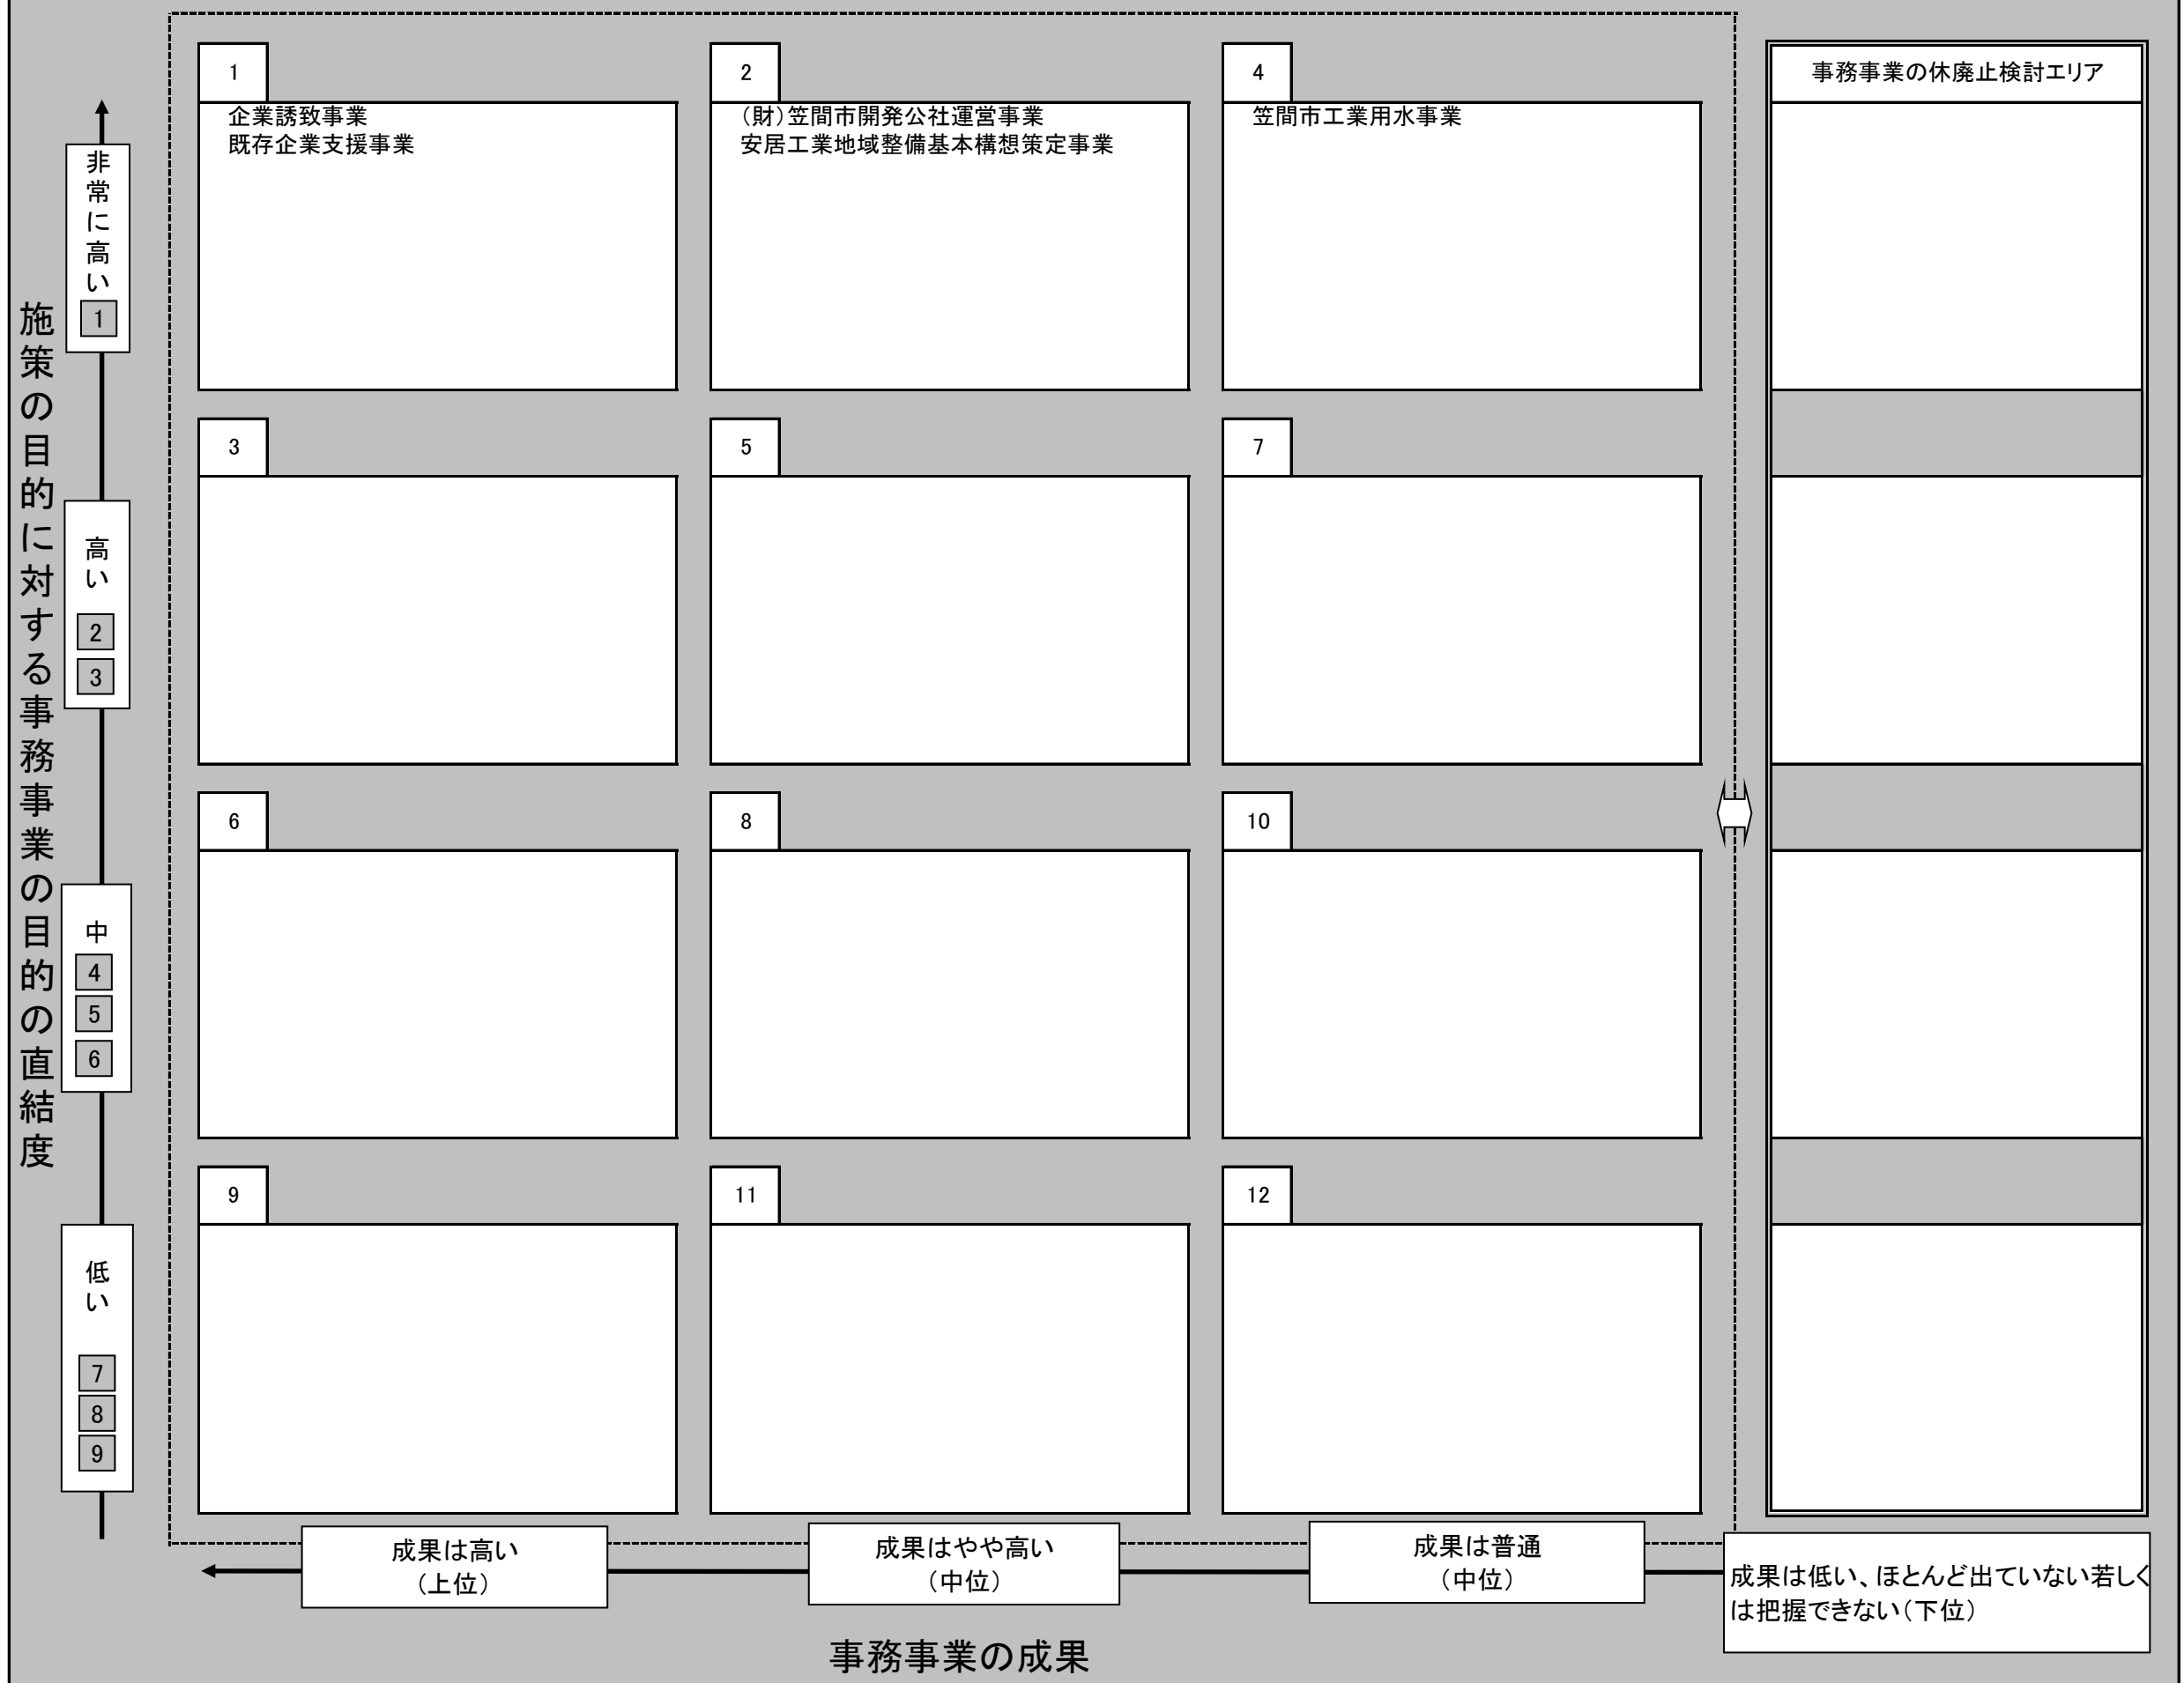 1
2
4
事務事業の休廃止検討エリア
企業誘致事業
既存企業支援事業
(財)笠間市開発公社運営事業
安居工業地域整備基本構想策定事業
笠間市工業用水事業
施策の目的に対する事務事業の目的の直結度
非常に高い
1
3
5
7
高い
2
3
6
8
10
中
4
5
6
9
11
12
低い
7
8
9
成果は高い
(上位)
成果はやや高い
(中位)
成果は普通
(中位)
成果は低い、ほとんど出ていない若しく
は把握できない(下位)
事務事業の成果